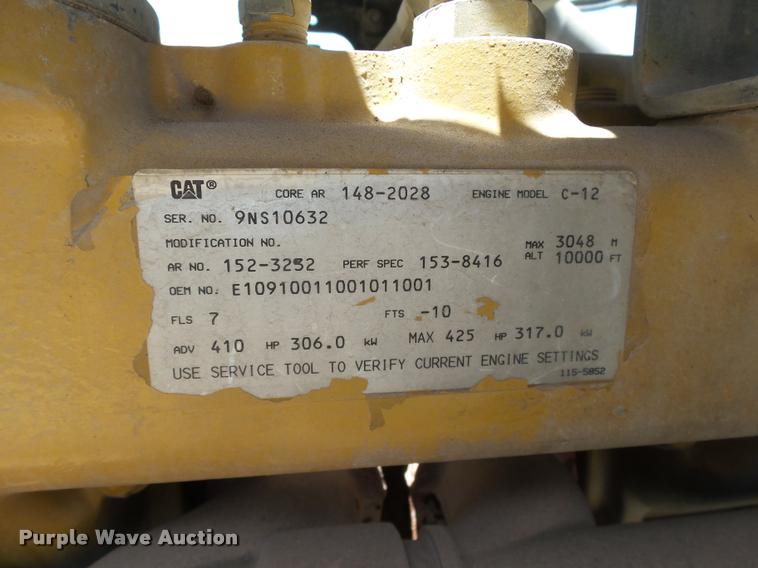 CAT® CORE AR 148-2028 ENGINE MODEL C-12
SER. NO. 9NS10632
MODIFICATION NO. MAX 3048 M
AR NO. 152-3252 PERF SPEC 153-8416 ALT 10000 FT
OEM NO. E10910011001011001
FLS 7 FTS -10
ADV 410 HP 306.0 kW MAX 425 HP 317.0 kW
USE SERVICE TOOL TO VERIFY CURRENT ENGINE SETTINGS
115-5852
Purple Wave Auction